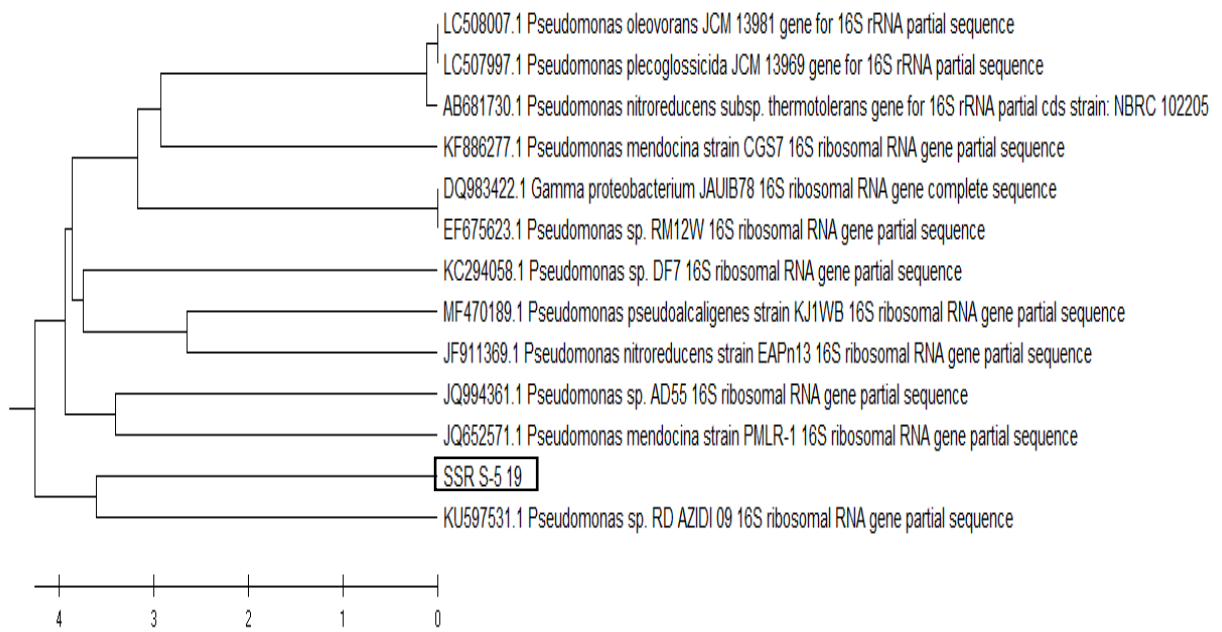 LC508007.1 Pseudomonas oleovorans JCM 13981 gene for 16S rRNA partial sequence
LC507997.1 Pseudomonas plecoglossicida JCM 13969 gene for 16S rRNA partial sequence
AB681730.1 Pseudomonas nitroreducens subsp. thermotolerans gene for 16S rRNA partial cds strain: NBRC 102205
KF886277.1 Pseudomonas mendocina strain CGS7 16S ribosomal RNA gene partial sequence
DQ983422.1 Gamma proteobacterium JAUIB78 16S ribosomal RNA gene complete sequence
EF675623.1 Pseudomonas sp. RM12W 16S ribosomal RNA gene partial sequence
KC294058.1 Pseudomonas sp. DF7 16S ribosomal RNA gene partial sequence
MF470189.1 Pseudomonas pseudoalcaligenes strain KJ1WB 16S ribosomal RNA gene partial sequence
JF911369.1 Pseudomonas nitroreducens strain EAPn13 16S ribosomal RNA gene partial sequence
JQ994361.1 Pseudomonas sp. AD55 16S ribosomal RNA gene partial sequence
JQ652571.1 Pseudomonas mendocina strain PMLR-1 16S ribosomal RNA gene partial sequence
SSR S-5 19
KU597531.1 Pseudomonas sp. RD AZIDI 09 16S ribosomal RNA gene partial sequence
4 3 2 1 0